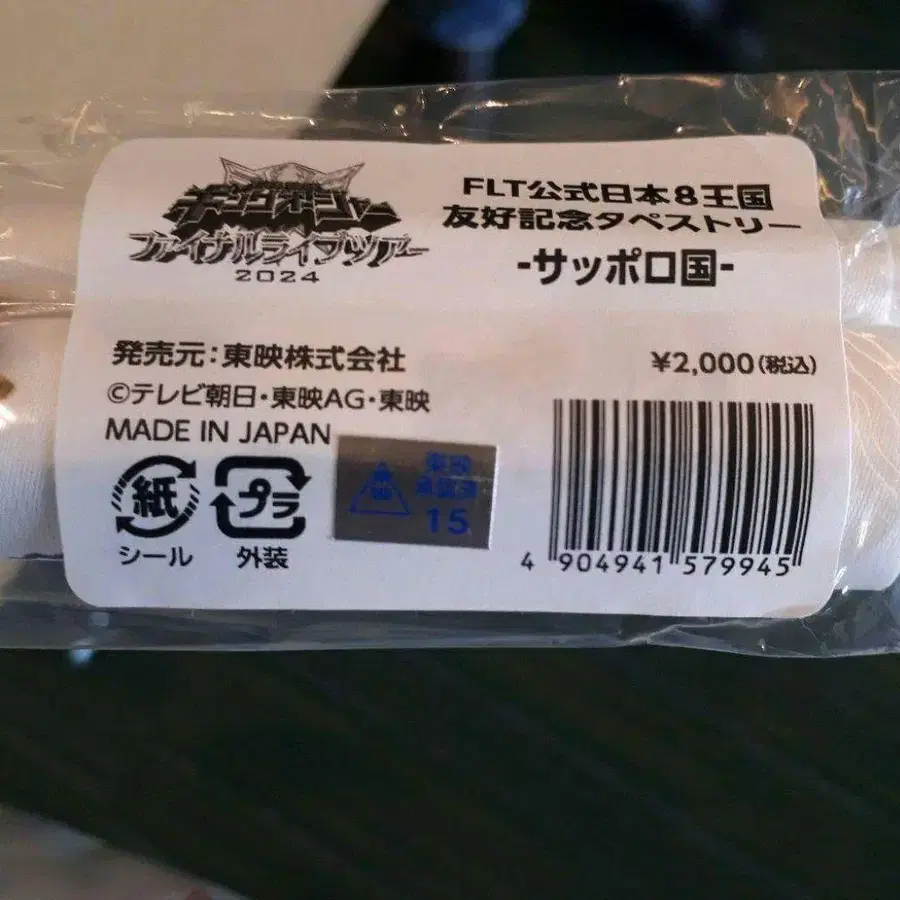 キングオージャー
ファイナルライブツアー
2024
FLT公式日本8王国
友好記念タペストリー
-サッポロ国-
発売元:東映株式会社
¥2,000(税込)
©テレビ朝日・東映AG・東映
MADE IN JAPAN
紙
シール
プラ
外装
東映
15
4 904941 579945